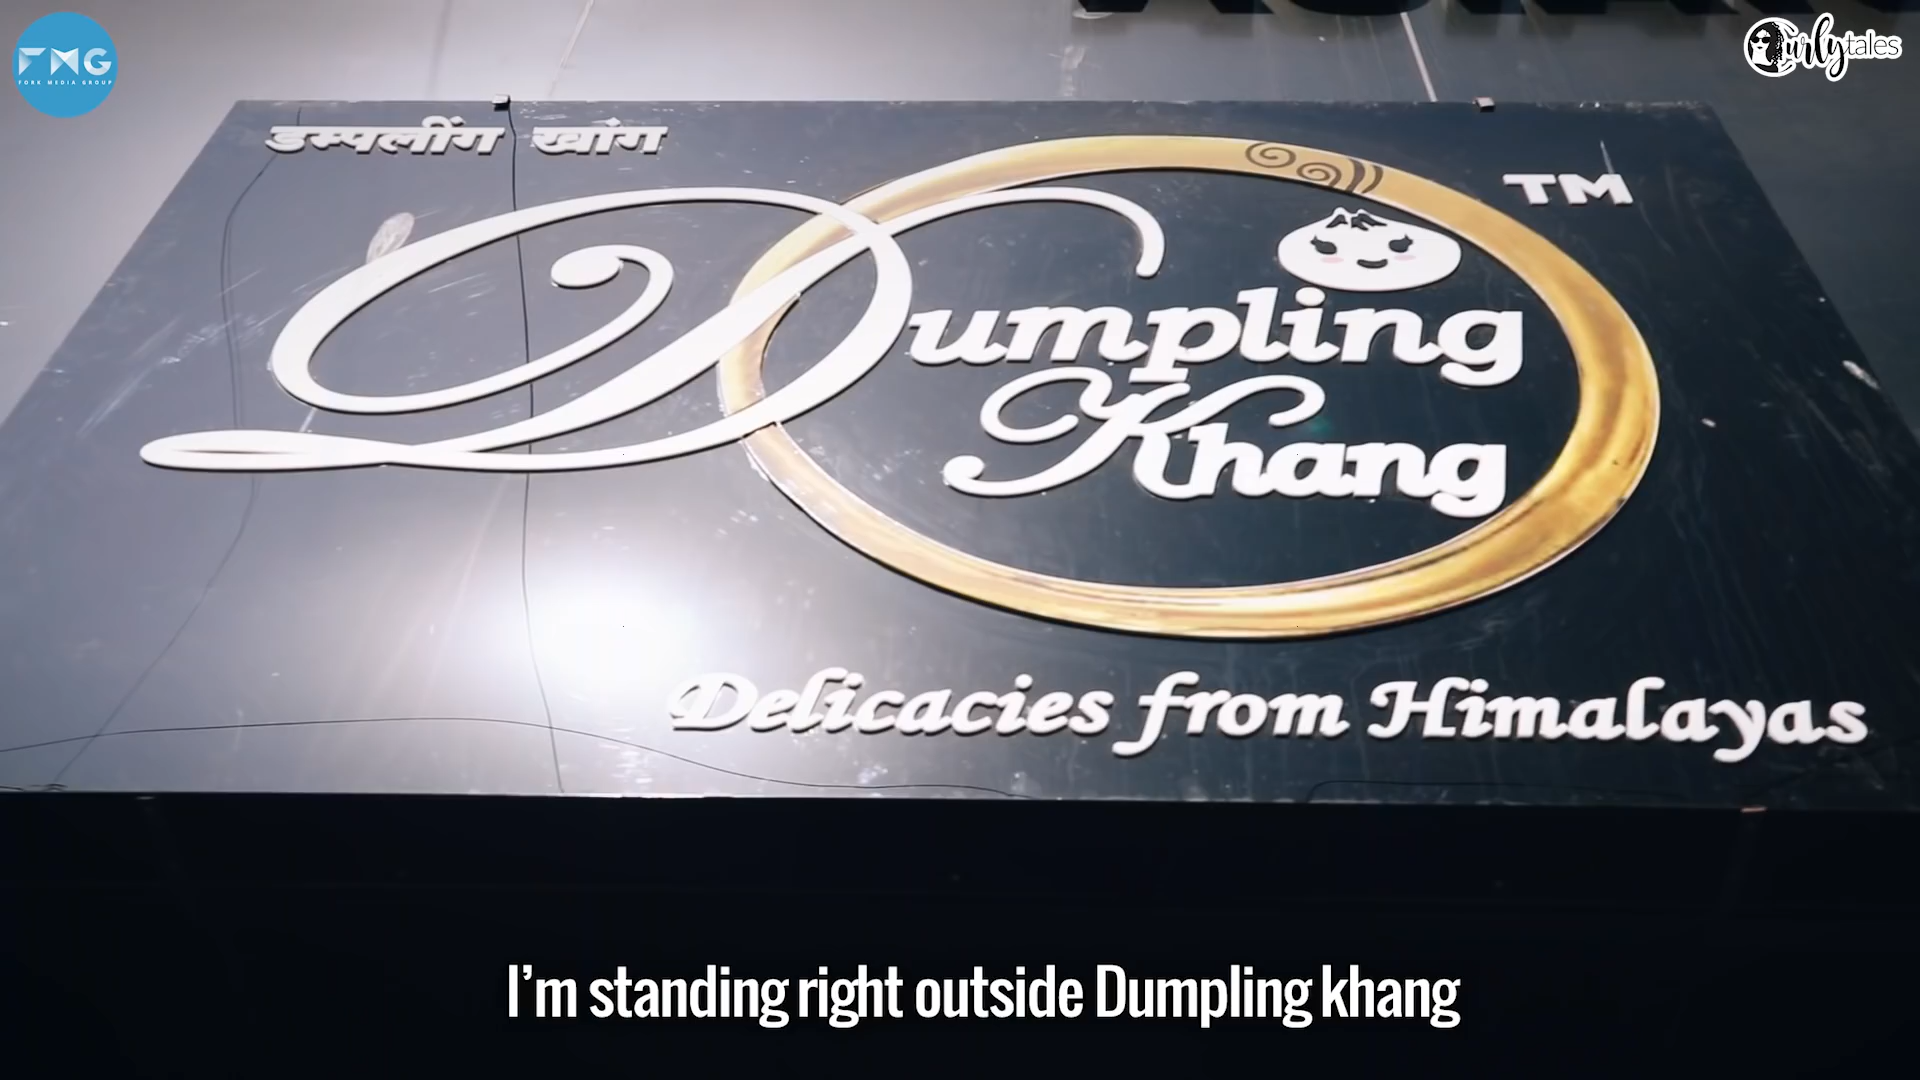 FMG
FORK MEDIA GROUP
Curlytales
डम्पलींग खांग
TM
Dumpling
Khang
Delicacies from Himalayas
I'm standing right outside Dumpling khang